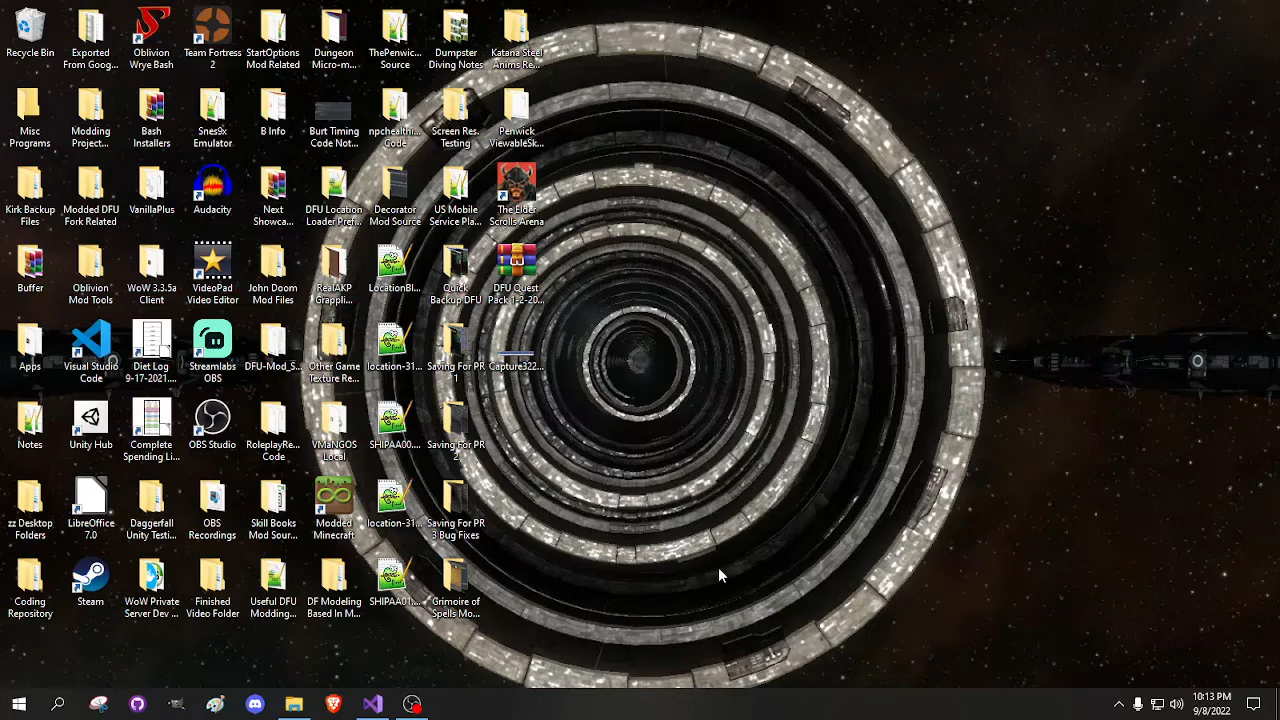 Recycle Bin
Exported
From Goog...
Oblivion
Wrye Bash
Team Fortress
2
StartOptions
Mod Related
Dungeon
Micro-m...
ThePenwic...
Source
Dumpster
Diving Notes
Katana Steel
Anims Re...
Misc
Programs
Modding
Project...
Bash
Installers
Snes9x
Emulator
B Info
Burt Timing
Code Not...
npchealthi...
Code
Screen Res.
Testing
Penwick
ViewableSk...
Kirk Backup
Files
Modded DFU
Fork Related
VanillaPlus
Audacity
Next
Showca...
DFU Location
Loader Pref...
Decorator
Mod Source
US Mobile
Service Pla...
The Elder
Scrolls Arena
Buffer
Oblivion
Mod Tools
WoW 3.3.5a
Client
VideoPad
Video Editor
John Doom
Mod Files
RealAKP
Grappli...
LocationBl...
Quick
Backup DFU
DFU Quest
Pack 1-2-20...
Apps
Visual Studio
Code
Diet Log
9-17-2021...
Streamlabs
OBS
DFU-Mod_S...
Other Game
Texture Re...
location-31...
Saving For PR
1
Capture322...
Notes
Unity Hub
Complete
Spending Li...
OBS Studio
RoleplayRe...
Code
VMaNGOS
Local
SHIPAA00....
Saving For PR
2
zz Desktop
Folders
LibreOffice
7.0
Daggerfall
Unity Testi...
OBS
Recordings
Skill Books
Mod Sour...
Modded
Minecraft
location-31...
Saving For PR
3 Bug Fixes
Coding
Repository
Steam
WoW Private
Server Dev ...
Finished
Video Folder
Useful DFU
Modding...
DF Modeling
Based In M...
SHIPAA01....
Grimoire of
Spells Mo...
10:13 PM
9/8/2022